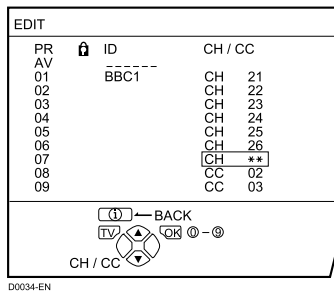 EDIT
PR ID CH / CC
AV _ _ _ _ _ _
01 BBC1 CH 21
02 CH 22
03 CH 23
04 CH 24
05 CH 25
06 CH 26
07 CH **
08 CC 02
09 CC 03
i BACK
TV OK 0 - 9
CH / CC
D0034-EN